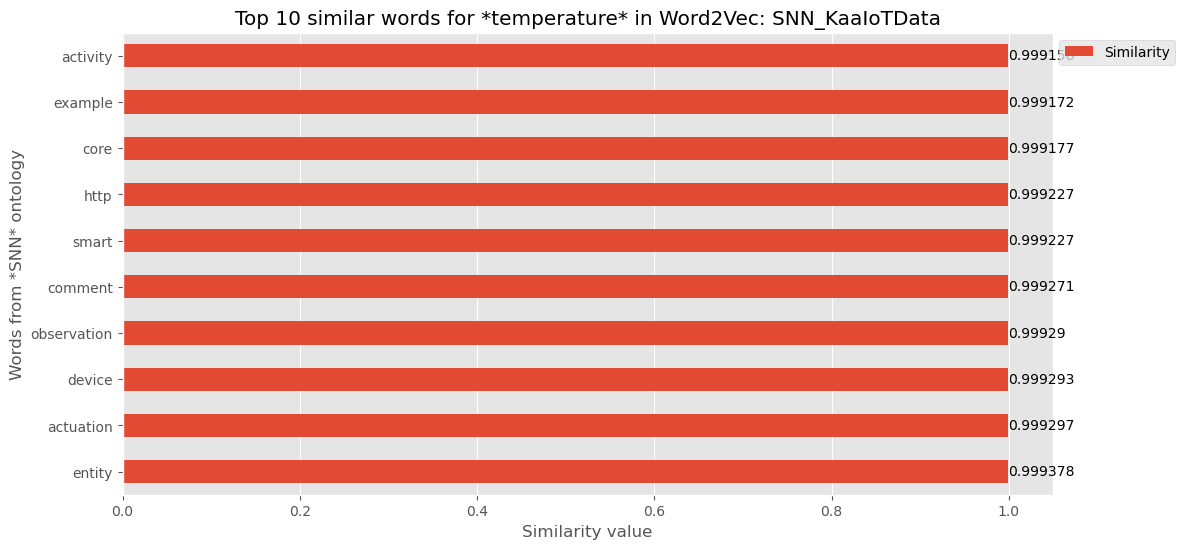 Top 10 similar words for *temperature* in Word2Vec: SNN_KaaIoTData
Similarity
activity
example
core
http
smart
comment
observation
device
actuation
entity
0.999172
0.999177
0.999227
0.999227
0.999271
0.99929
0.999293
0.999297
0.999378
Words from *SNN* ontology
0.0 0.2 0.4 0.6 0.8 1.0
Similarity value